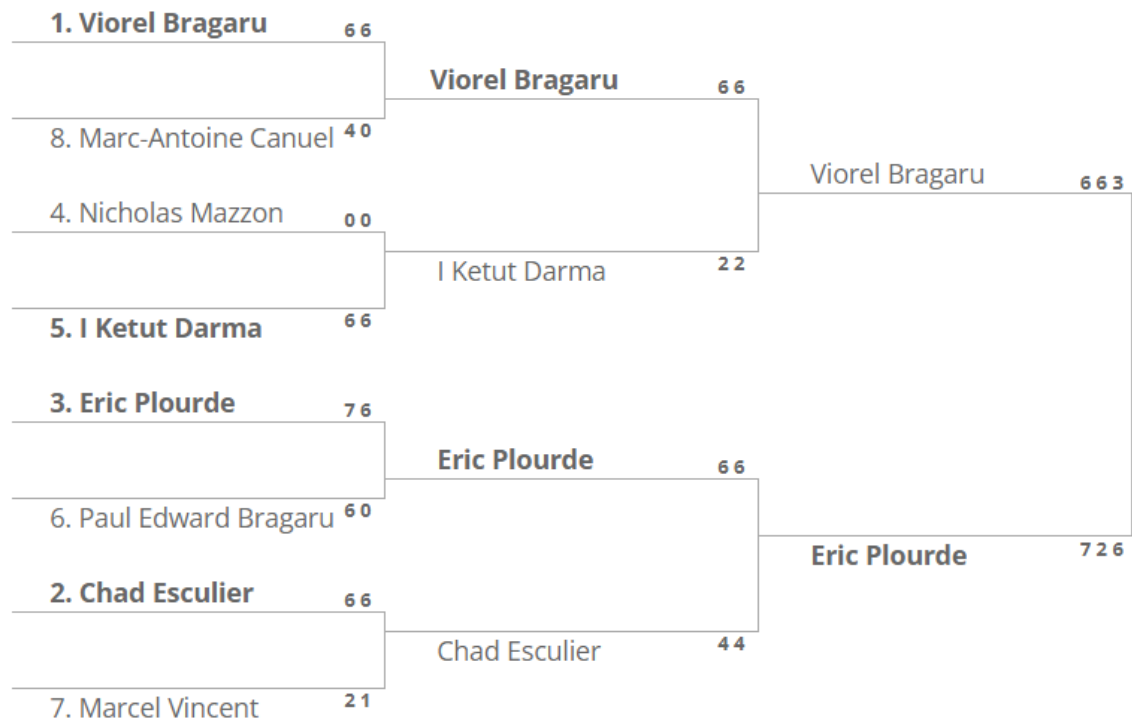 1. Viorel Bragaru 6 6
8. Marc-Antoine Canuel 4 0
4. Nicholas Mazzon 0 0
5. I Ketut Darma 6 6
3. Eric Plourde 7 6
6. Paul Edward Bragaru 6 0
2. Chad Esculier 6 6
7. Marcel Vincent 2 1
Viorel Bragaru 6 6
I Ketut Darma 2 2
Eric Plourde 6 6
Chad Esculier 4 4
Viorel Bragaru 6 6 3
Eric Plourde 7 2 6